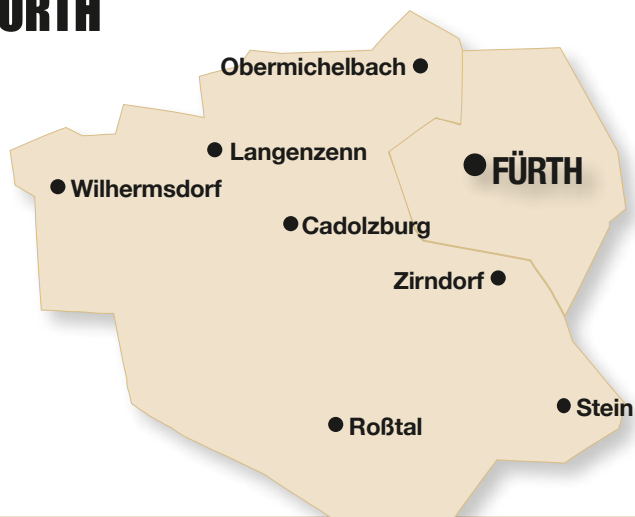 ÜRTH
Obermichelbach
Langenzenn
FÜRTH
Wilhermsdorf
Cadolzburg
Zirndorf
Stein
Roßtal